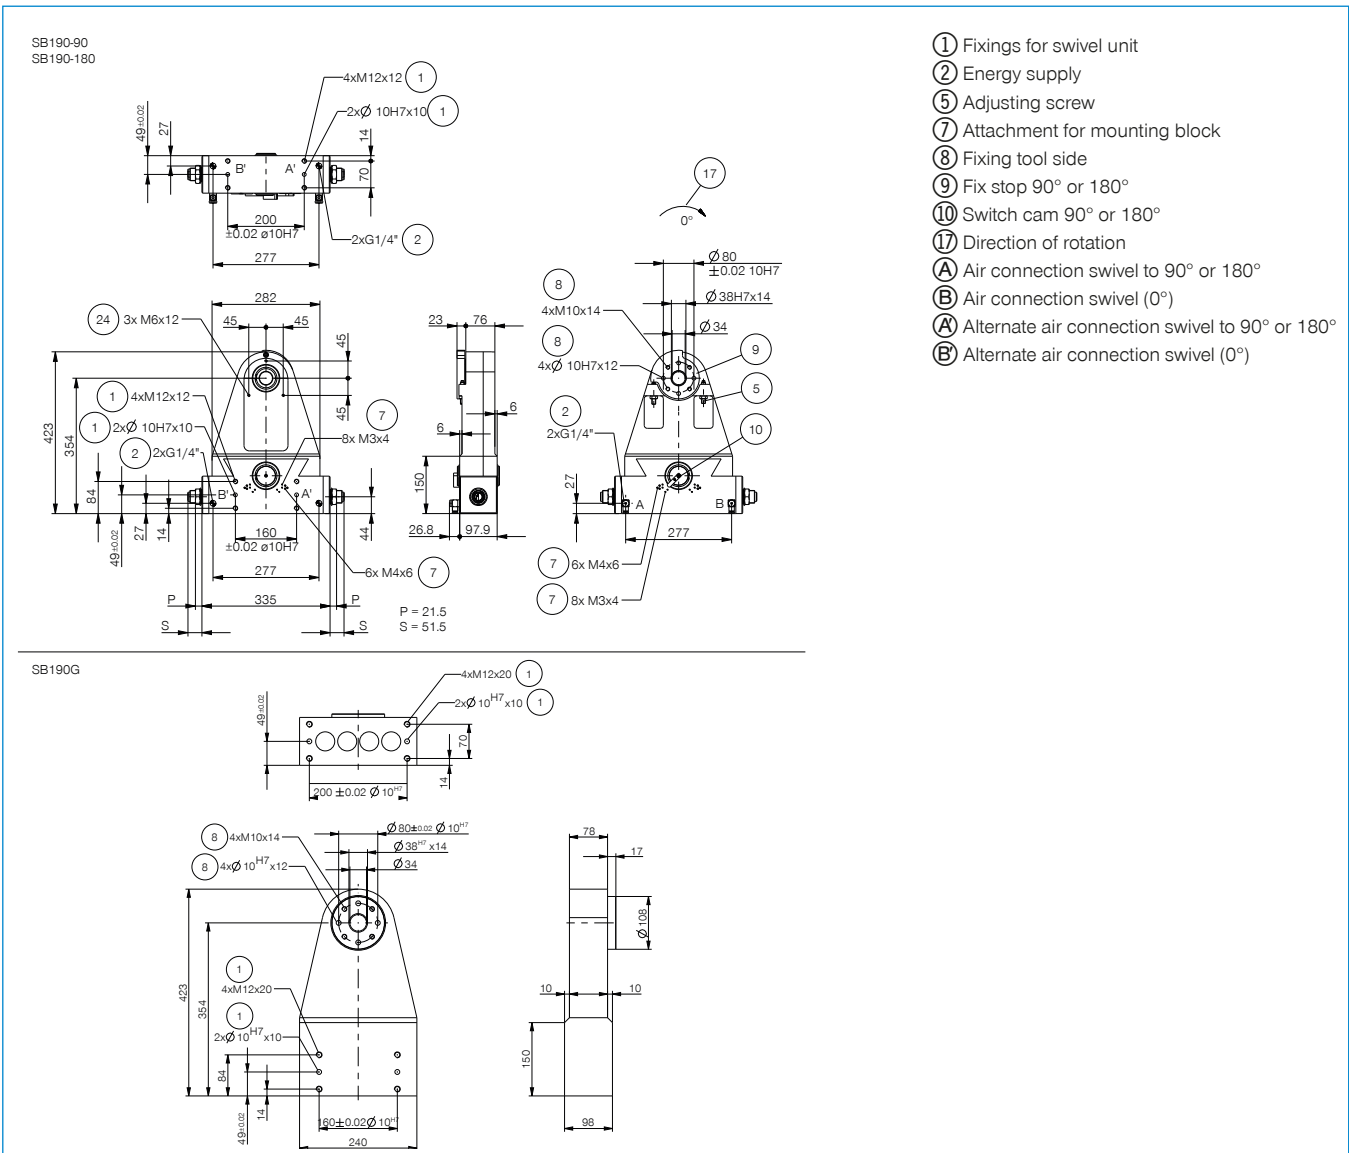 SB190-90
SB190-180
4xM12x12 1
2xØ 10H7x10 1
49±0.02
27
14
70
B' A'
200
±0.02 ø10H7
2xG1/4" 2
277
17
0°
282
24 3x M6x12
45 45
45
45
1 4xM12x12
1 2xØ 10H7x10
2 2xG1/4"
7
8x M3x4
423
354
84
49±0.02
27
14
B' A'
44
160
±0.02 ø10H7
277
6x M4x6 7
P 335 P
S S
P = 21.5
S = 51.5
23 76
6
6
150
26.8 97.9
Ø 80
±0.02 10H7
8
4xM10x14
Ø 38H7x14
Ø 34
8
4xØ 10H7x12
9
5
2
2xG1/4"
10
27
A B
277
7 6x M4x6
7 8x M3x4
SB190G
4xM12x20 1
2xØ 10H7x10 1
49±0.02
70
14
200 ±0.02 Ø 10H7
Ø 80±0.02 Ø 10H7
8 4xM10x14
Ø 38H7 x14
8 4xØ 10H7x12
Ø 34
1
4xM12x20
1
2xØ 10H7x10
423
354
84
49±0.02
14
160±0.02 Ø 10H7
240
78
17
Ø 108
10 10
150
98
1 Fixings for swivel unit
2 Energy supply
5 Adjusting screw
7 Attachment for mounting block
8 Fixing tool side
9 Fix stop 90° or 180°
10 Switch cam 90° or 180°
17 Direction of rotation
A Air connection swivel to 90° or 180°
B Air connection swivel (0°)
A' Alternate air connection swivel to 90° or 180°
B' Alternate air connection swivel (0°)